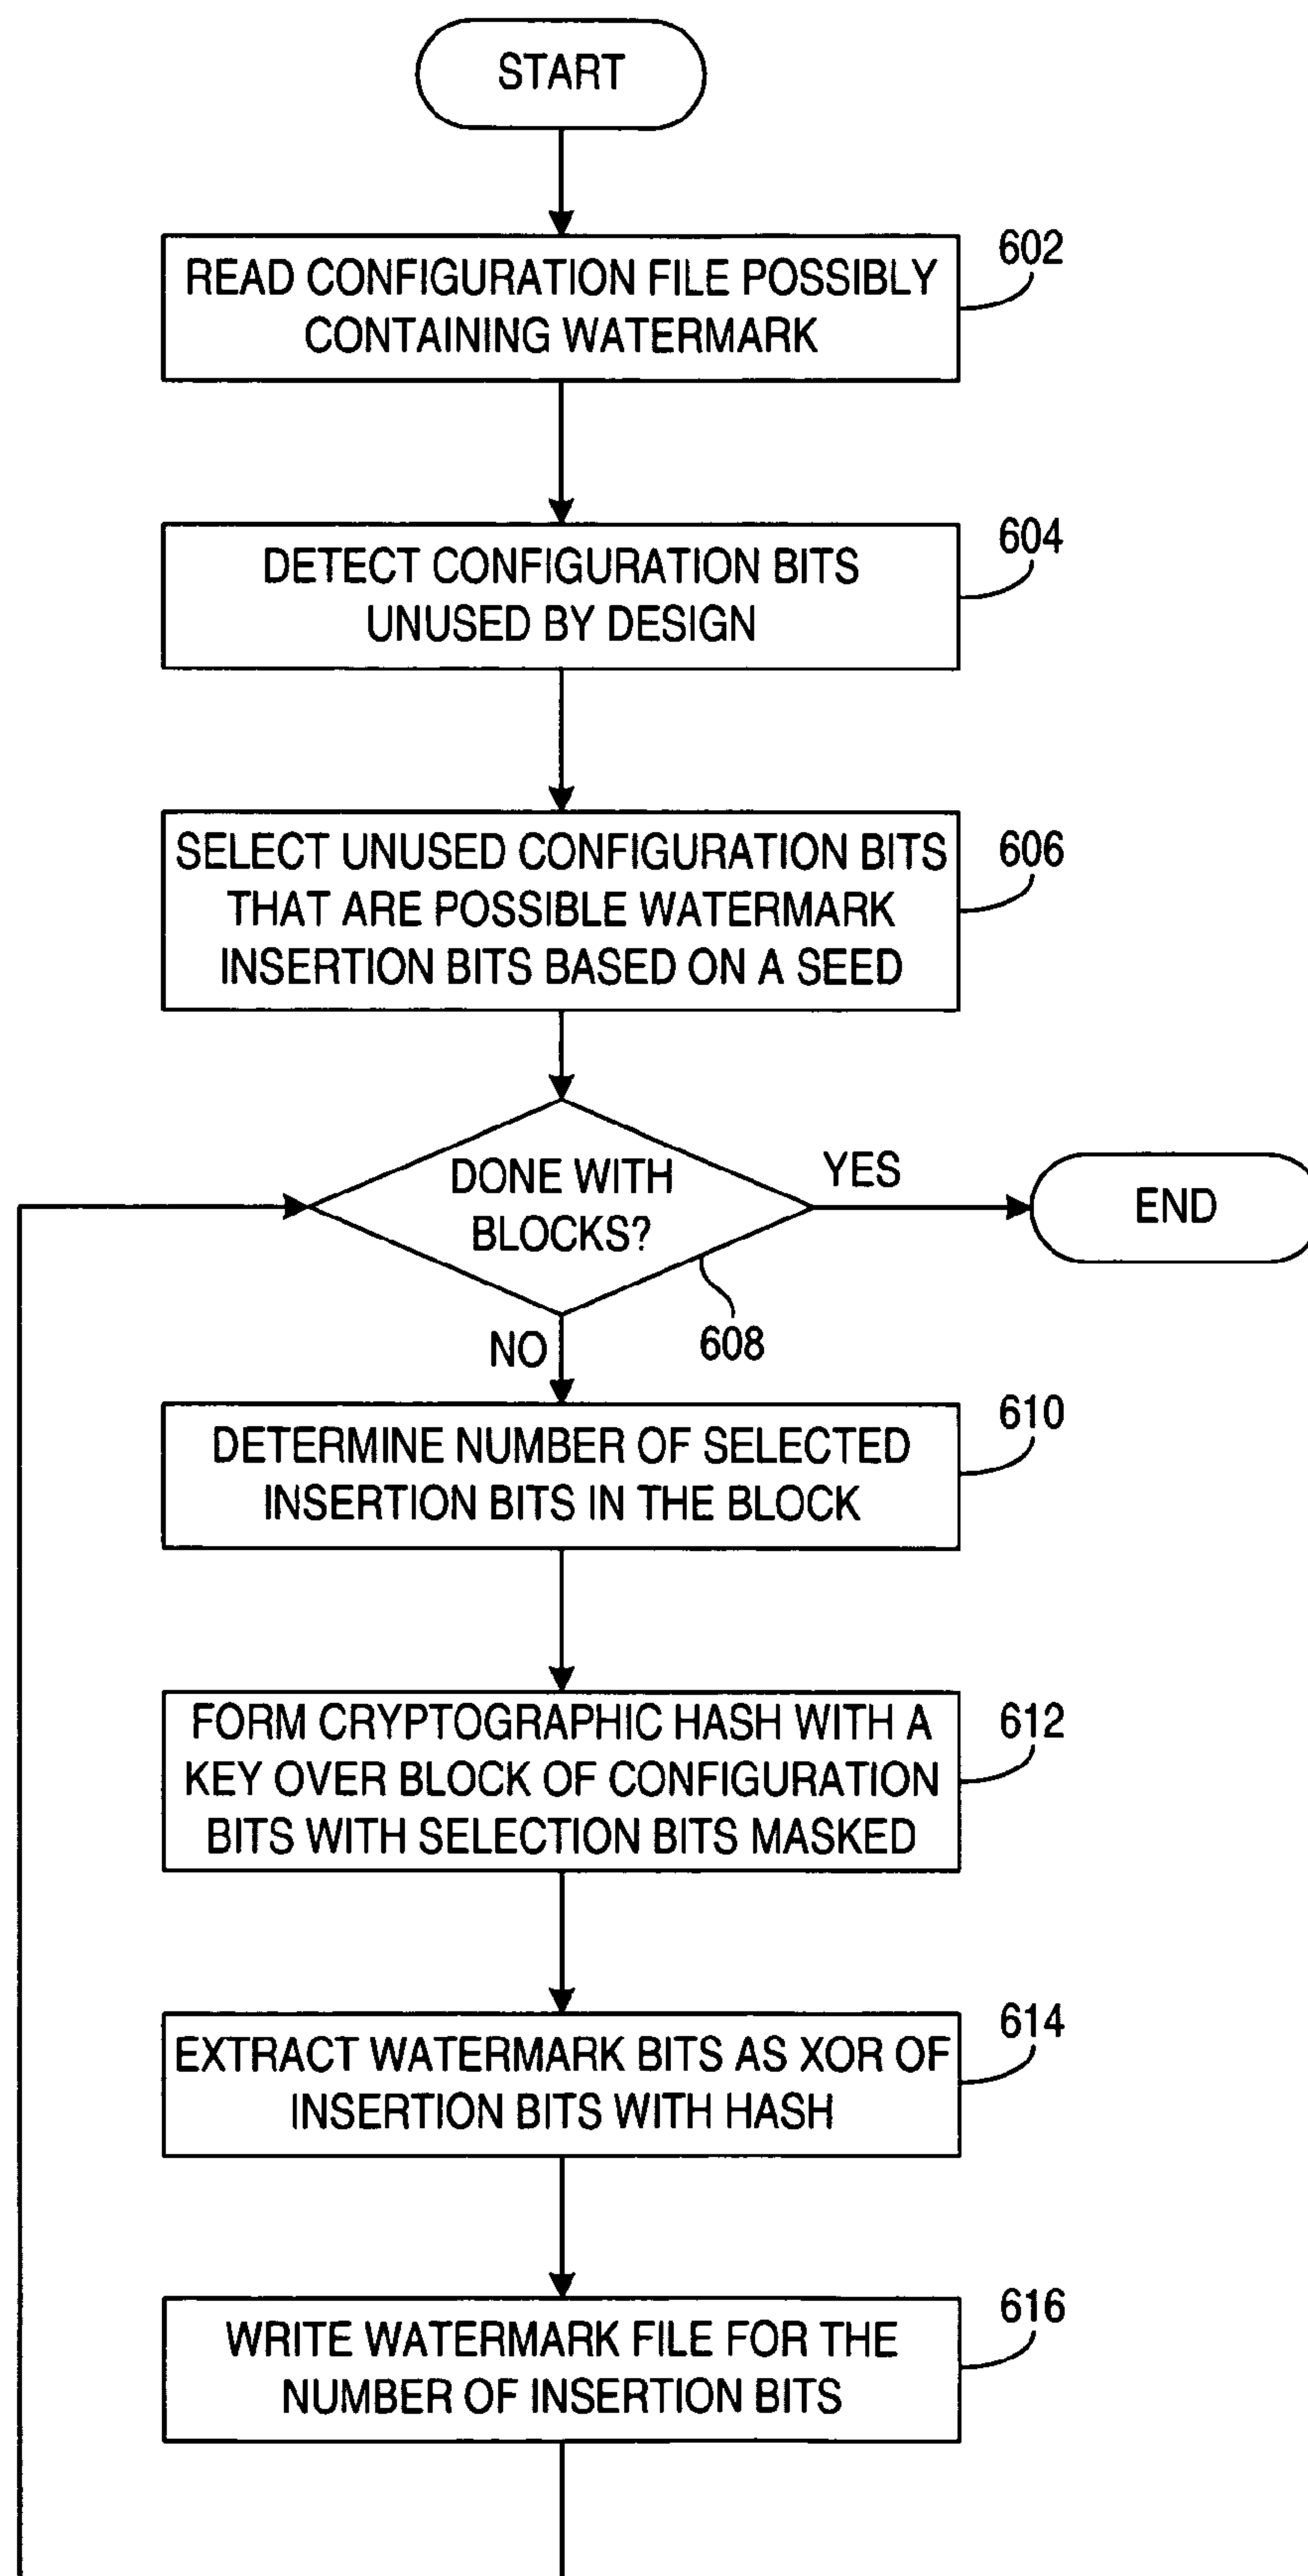 START
READ CONFIGURATION FILE POSSIBLY
CONTAINING WATERMARK
602
DETECT CONFIGURATION BITS
UNUSED BY DESIGN
604
SELECT UNUSED CONFIGURATION BITS
THAT ARE POSSIBLE WATERMARK
INSERTION BITS BASED ON A SEED
606
DONE WITH
BLOCKS?
YES
END
608
NO
DETERMINE NUMBER OF SELECTED
INSERTION BITS IN THE BLOCK
610
FORM CRYPTOGRAPHIC HASH WITH A
KEY OVER BLOCK OF CONFIGURATION
BITS WITH SELECTION BITS MASKED
612
EXTRACT WATERMARK BITS AS XOR OF
INSERTION BITS WITH HASH
614
WRITE WATERMARK FILE FOR THE
NUMBER OF INSERTION BITS
616